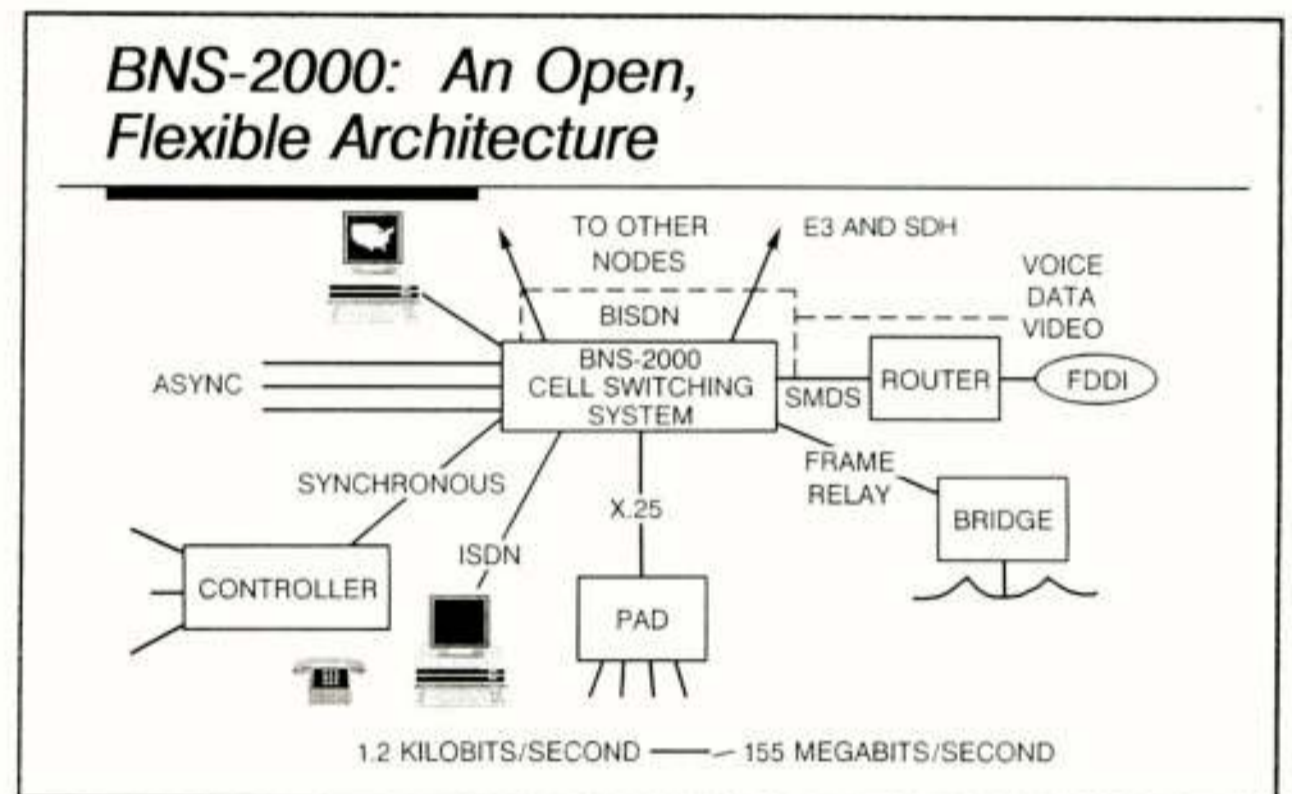 BNS-2000: An Open,
Flexible Architecture
TO OTHER
NODES
E3 AND SDH
VOICE
DATA
VIDEO
BISDN
ASYNC
BNS-2000
CELL SWITCHING
SYSTEM
SMDS
ROUTER
FDDI
SYNCHRONOUS
FRAME
RELAY
X.25
BRIDGE
ISDN
CONTROLLER
PAD
1.2 KILOBITS/SECOND — 155 MEGABITS/SECOND